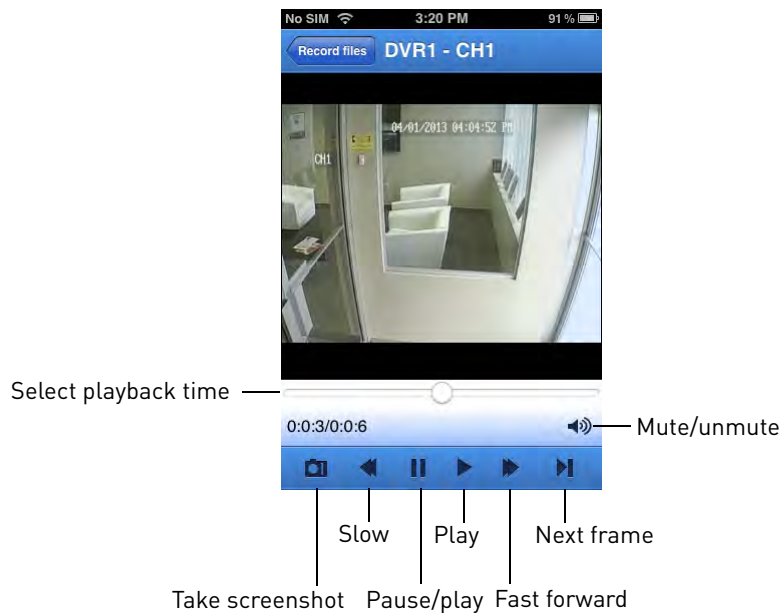 No SIM 3:20 PM 91 %
Record files DVR1 - CH1
04/01/2013 04:04:52 PM
CH1
Select playback time
0:0:3/0:0:6
Mute/unmute
Slow Play Next frame
Take screenshot Pause/play Fast forward